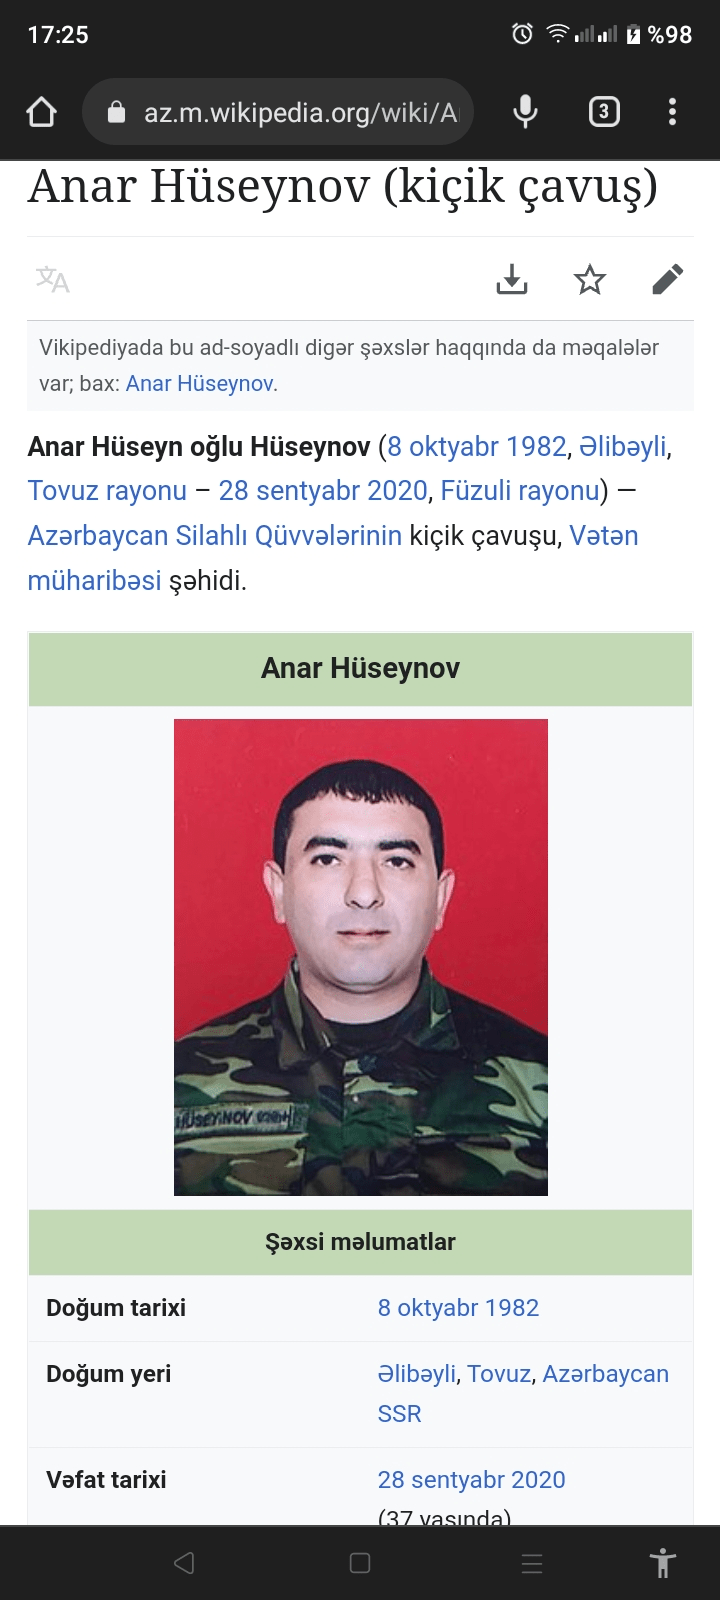 17:25
%98
az.m.wikipedia.org/wiki/A
3
Anar Hüseynov (kiçik çavuş)
Vikipediyada bu ad-soyadlı digər şəxslər haqqında da məqalələr
var; bax: Anar Hüseynov.
Anar Hüseyn oğlu Hüseynov (8 oktyabr 1982, Əlibəyli,
Tovuz rayonu – 28 sentyabr 2020, Füzuli rayonu) —
Azərbaycan Silahlı Qüvvələrinin kiçik çavuşu, Vətən
müharibəsi şəhidi.
Anar Hüseynov
HÜSEYNOV
Şəxsi məlumatlar
Doğum tarixi 8 oktyabr 1982
Doğum yeri Əlibəyli, Tovuz, Azərbaycan
SSR
Vəfat tarixi 28 sentyabr 2020
(37 yaşında)